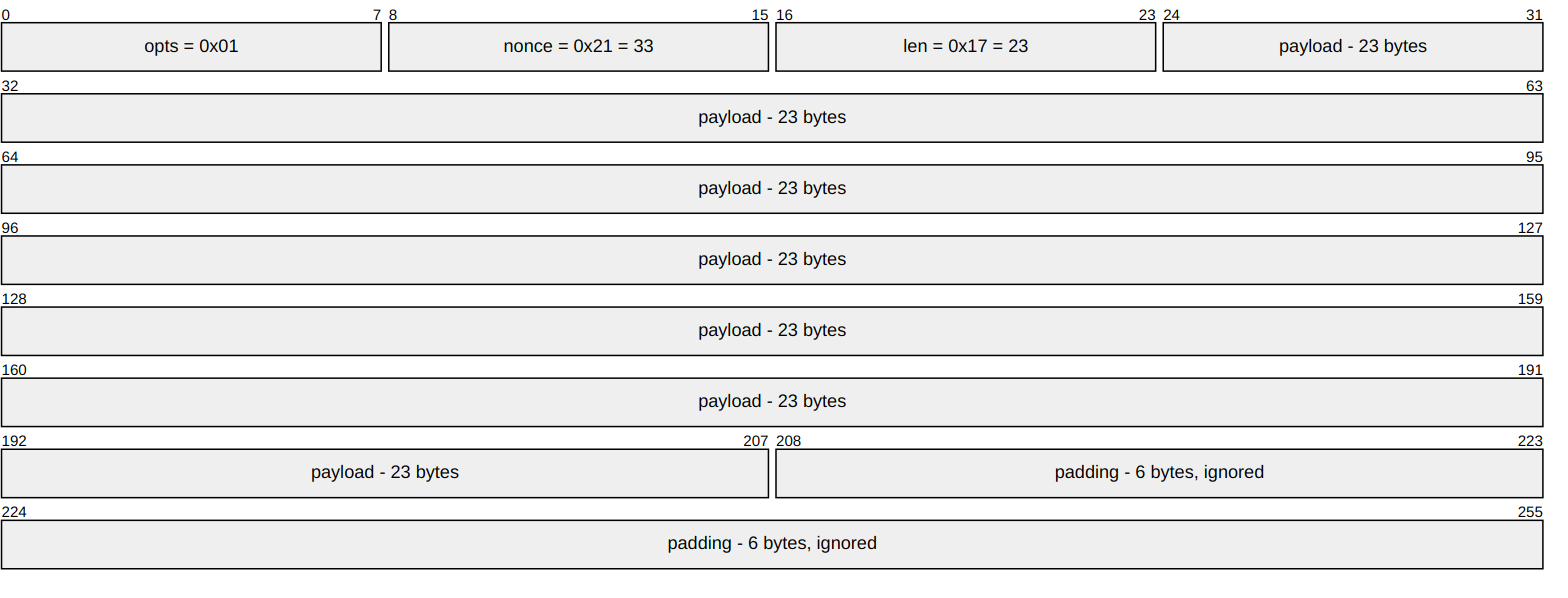 0 7 8 15 16 23 24 31
opts = 0x01 nonce = 0x21 = 33 len = 0x17 = 23 payload - 23 bytes
32 63
payload - 23 bytes
64 95
payload - 23 bytes
96 127
payload - 23 bytes
128 159
payload - 23 bytes
160 191
payload - 23 bytes
192 207 208 223
payload - 23 bytes padding - 6 bytes, ignored
224 255
padding - 6 bytes, ignored